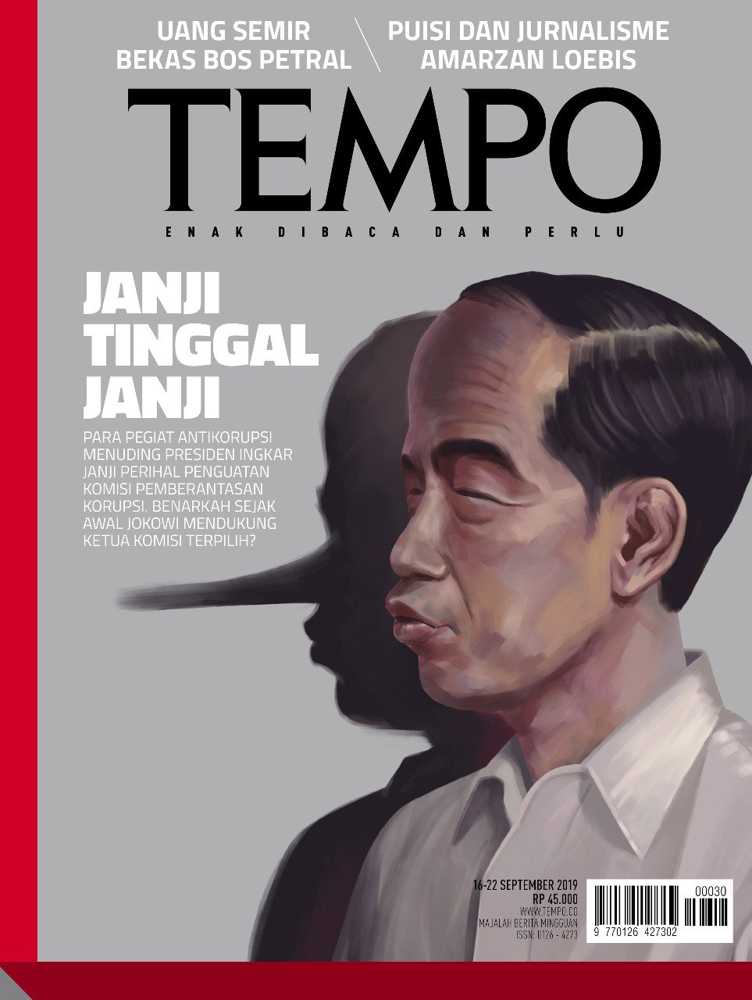 UANG SEMIR
BEKAS BOS PETRAL
PUISI DAN JURNALISME
AMARZAN LOEBIS
TEMPO
ENAK DIBACA DAN PERLU
JANJI
TINGGAL
JANJI
PARA PEGIAT ANTIKORUPSI
MENUDING PRESIDEN INGKAR
JANJI PERIHAL PENGUATAN
KOMISI PEMBERANTASAN
KORUPSI. BENARKAH SEJAK
AWAL JOKOWI MENDUKUNG
KETUA KOMISI TERPILIH?
16-22 SEPTEMBER 2019
RP 45.000
WWW.TEMPO.CO
MAJALAH BERITA MINGGUAN
ISSN: 0126 - 4273
00030
9 770126 427302